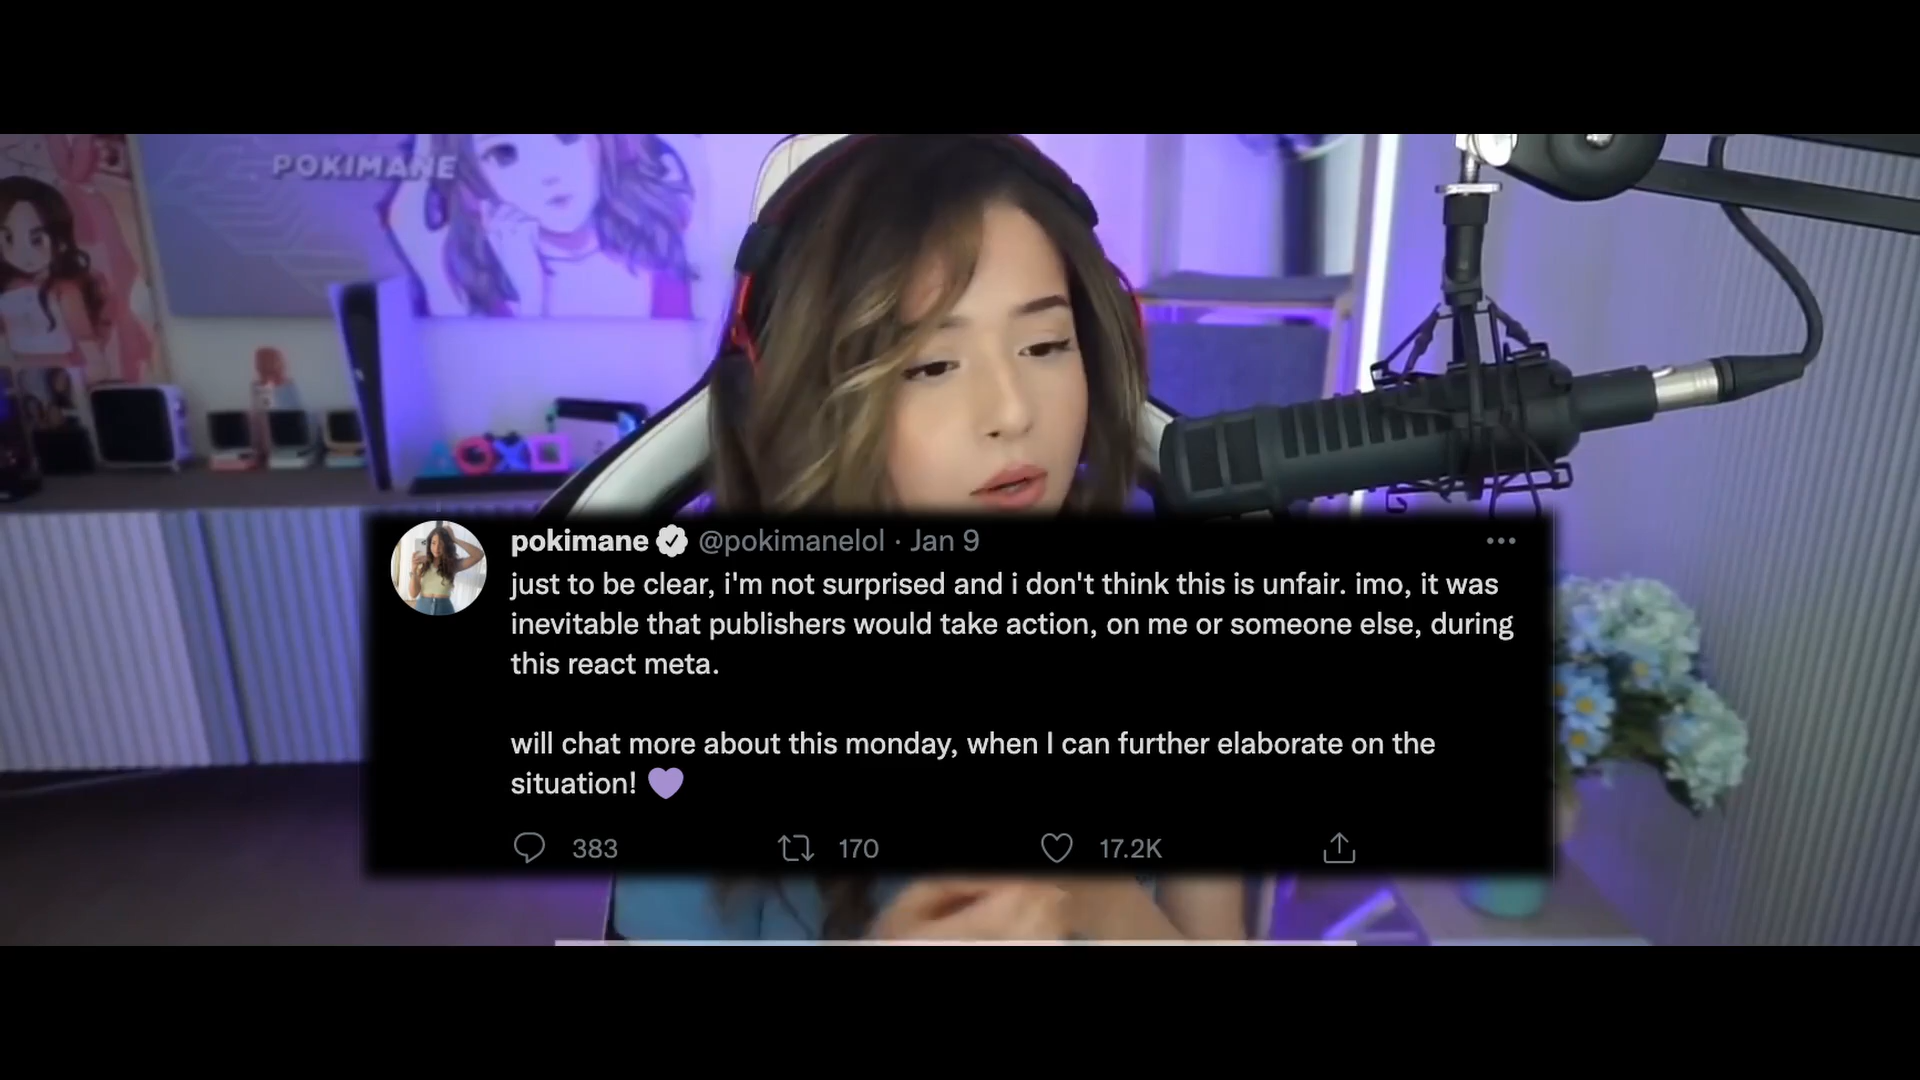 POKIMANE
pokimane @pokimanelol · Jan 9
just to be clear, i'm not surprised and i don't think this is unfair. imo, it was
inevitable that publishers would take action, on me or someone else, during
this react meta.
will chat more about this monday, when I can further elaborate on the
situation! 💜
383 170 17.2K